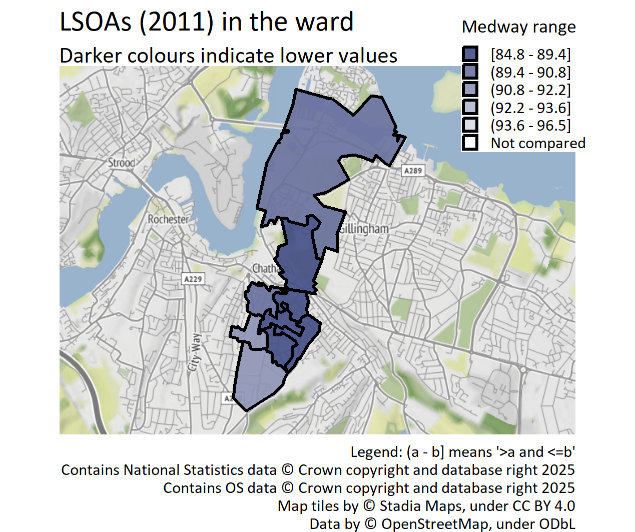 LSOAs (2011) in the ward
Darker colours indicate lower values
Medway range
[84.8 - 89.4]
(89.4 - 90.8]
(90.8 - 92.2]
(92.2 - 93.6]
(93.6 - 96.5]
Not compared
Strood
A289
Rochester
Gillingham
Chath
A229
City Way
A2
Legend: (a - b] means '>a and <=b'
Contains National Statistics data © Crown copyright and database right 2025
Contains OS data © Crown copyright and database right 2025
Map tiles by © Stadia Maps, under CC BY 4.0
Data by © OpenStreetMap, under ODbL